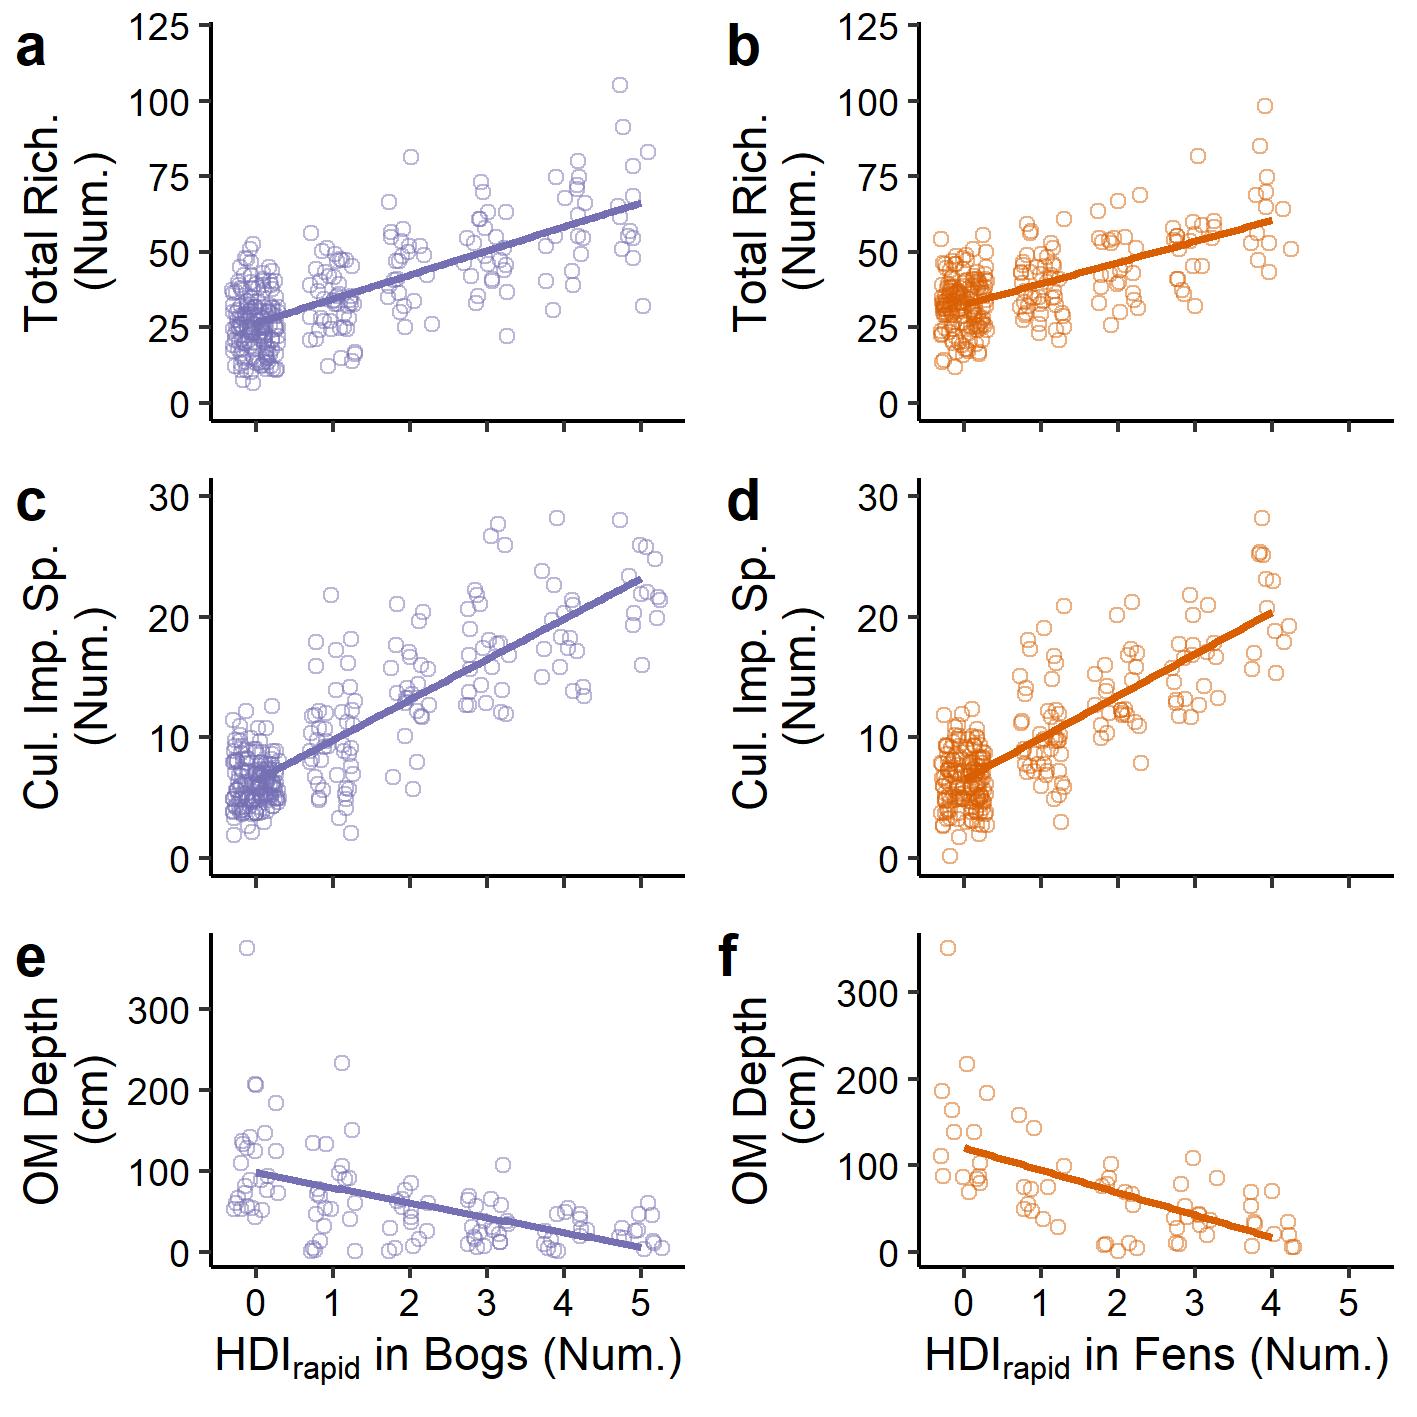 a
Total Rich.
(Num.)
125
100
75
50
25
0
b
Total Rich.
(Num.)
125
100
75
50
25
0
c
Cul. Imp. Sp.
(Num.)
30
20
10
0
d
Cul. Imp. Sp.
(Num.)
30
20
10
0
e
OM Depth
(cm)
300
200
100
0
0 1 2 3 4 5
HDIrapid in Bogs (Num.)
f
OM Depth
(cm)
300
200
100
0
0 1 2 3 4 5
HDIrapid in Fens (Num.)